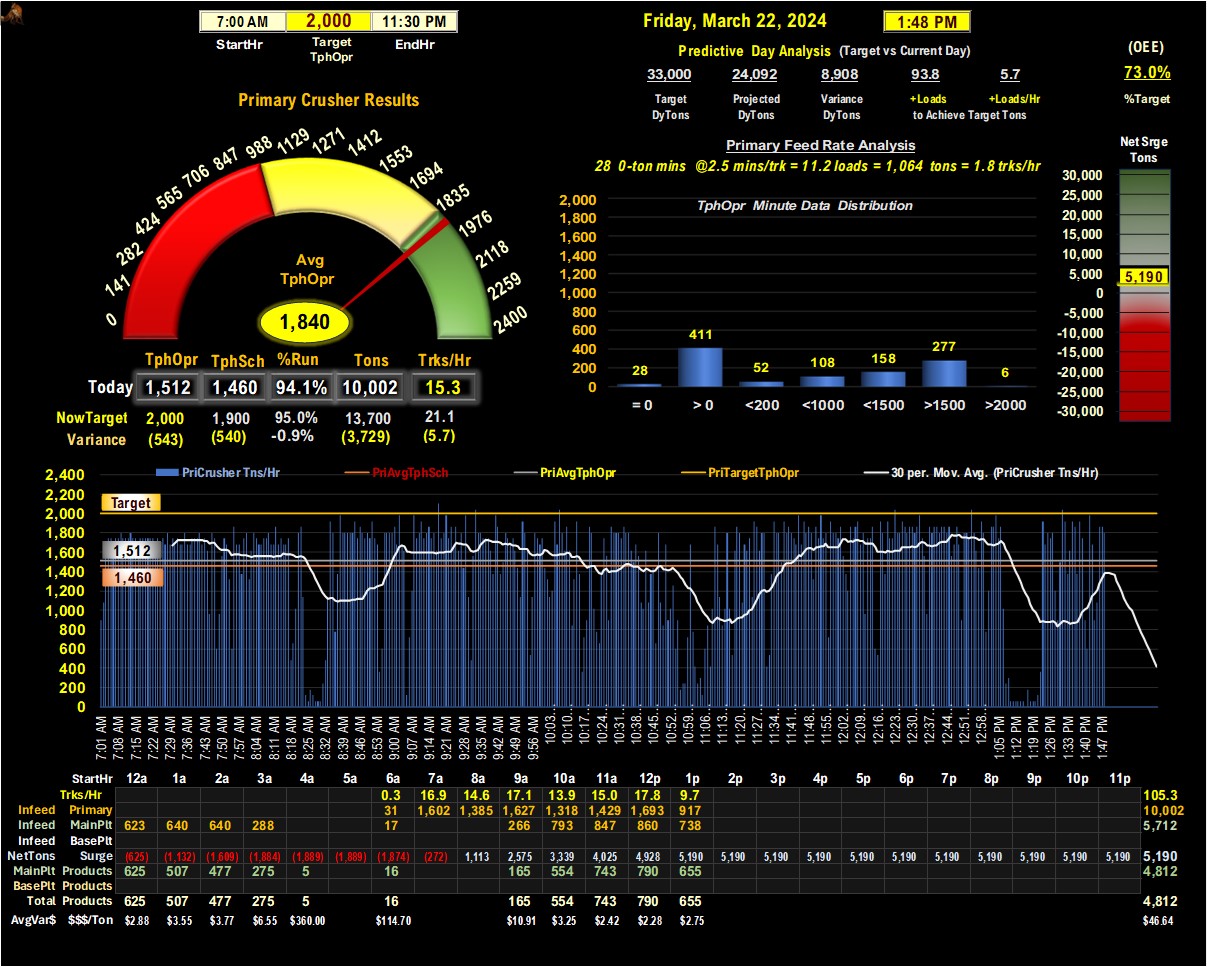 7:00 AM 2,000 11:30 PM
StartHr Target TphOpr EndHr
Friday, March 22, 2024 1:48 PM
Predictive Day Analysis (Target vs Current Day)
33,000 24,092 8,908 93.8 5.7
Target DyTons Projected DyTons Variance DyTons +Loads +Loads/Hr to Achieve Target Tons
(OEE)
73.0%
%Target
Primary Crusher Results
0 141 282 424 565 706 847 988 1129 1271 1412 1553 1694 1835 1976 2118 2259 2400
Avg
TphOpr
1,840
TphOpr TphSch %Run Tons Trks/Hr
Today 1,512 1,460 94.1% 10,002 15.3
NowTarget 2,000 1,900 95.0% 13,700 21.1
Variance (543) (540) -0.9% (3,729) (5.7)
Primary Feed Rate Analysis
28 0-ton mins @2.5 mins/trk = 11.2 loads = 1,064 tons = 1.8 trks/hr
TphOpr Minute Data Distribution
2,000
1,800
1,600
1,400
1,200
1,000
800
600
400
200
0
28 411 52 108 158 277 6
= 0 > 0 <200 <1000 <1500 >1500 >2000
Net Srge
Tons
30,000
25,000
20,000
15,000
10,000
5,000
0
-5,000
-10,000
-15,000
-20,000
-25,000
-30,000
5,190
PriCrusher Tns/Hr PriAvgTphSch PriAvgTphOpr PriTargetTphOpr 30 per. Mov. Avg. (PriCrusher Tns/Hr)
2,400
2,200
2,000
1,800
1,600
1,400
1,200
1,000
800
600
400
200
0
Target
1,512
1,460
7:01 AM 7:08 AM 7:15 AM 7:22 AM 7:29 AM 7:36 AM 7:43 AM 7:50 AM 7:57 AM 8:04 AM 8:11 AM 8:18 AM 8:25 AM 8:32 AM 8:39 AM 8:46 AM 8:53 AM 9:00 AM 9:07 AM 9:14 AM 9:21 AM 9:28 AM 9:35 AM 9:42 AM 9:49 AM 9:56 AM 10:03... 10:10... 10:17... 10:24... 10:31... 10:38... 10:45... 10:52... 10:59... 11:06... 11:13... 11:20... 11:27... 11:34... 11:41... 11:48... 11:55... 12:02... 12:09... 12:16... 12:23... 12:30... 12:37... 12:44... 12:51... 12:58... 1:05 PM 1:12 PM 1:19 PM 1:26 PM 1:33 PM 1:40 PM 1:47 PM
StartHr 12a 1a 2a 3a 4a 5a 6a 7a 8a 9a 10a 11a 12p 1p 2p 3p 4p 5p 6p 7p 8p 9p 10p 11p
Trks/Hr 0.3 16.9 14.6 17.1 13.9 15.0 17.8 9.7 105.3
Infeed Primary 31 1,602 1,385 1,627 1,318 1,429 1,693 917 10,002
Infeed MainPlt 623 640 640 288 17 266 793 847 860 738 5,712
Infeed BasePlt
NetTons Surge (625) (1,132) (1,609) (1,884) (1,889) (1,889) (1,874) (272) 1,113 2,575 3,339 4,025 4,928 5,190 5,190 5,190 5,190 5,190 5,190 5,190 5,190 5,190 5,190 5,190 5,190
MainPlt Products 625 507 477 275 5 16 165 554 743 790 655 4,812
BasePlt Products
Total Products 625 507 477 275 5 16 165 554 743 790 655 4,812
AvgVar$ $$$/Ton $2.88 $3.55 $3.77 $6.55 $360.00 $114.70 $10.91 $3.25 $2.42 $2.28 $2.75 $46.64